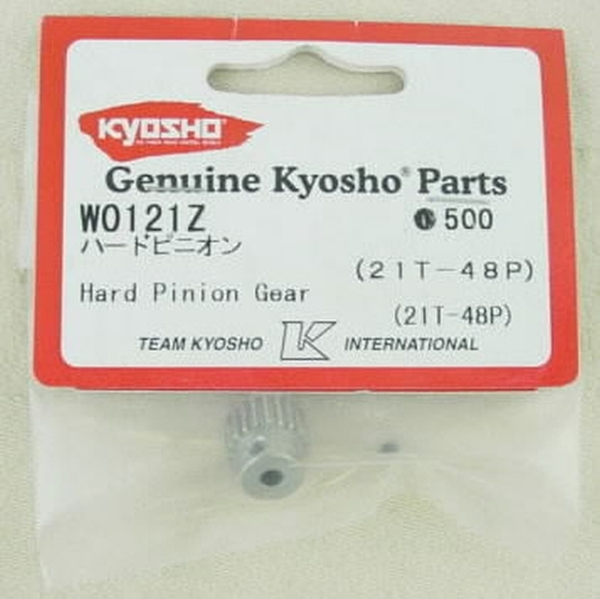 KYOSHO
Genuine Kyosho® Parts
W0121Z
500
ハードピニオン
(21T-48P)
Hard Pinion Gear
(21T-48P)
TEAM KYOSHO K INTERNATIONAL